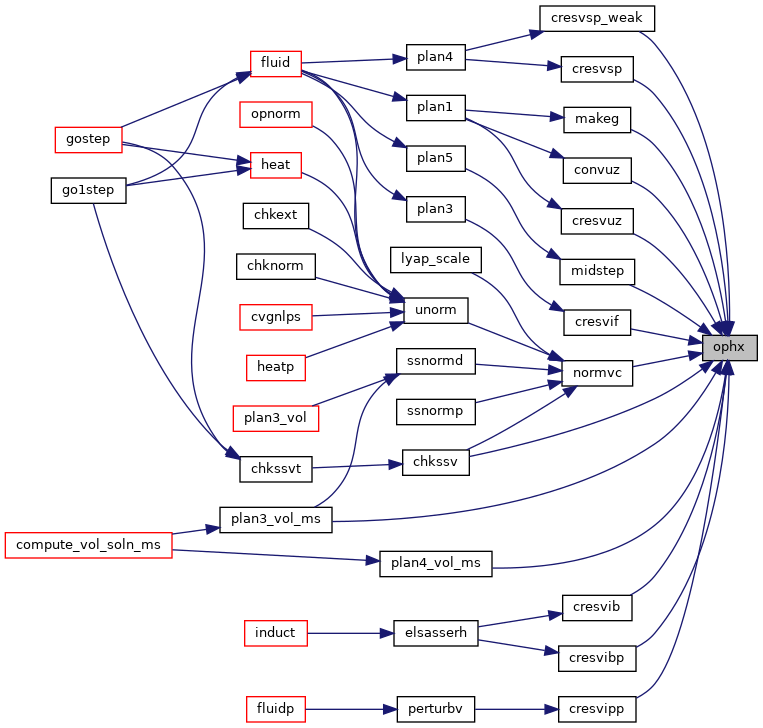 cresvsp_weak
fluid
plan4
cresvsp
opnorm
plan1
makeg
gostep
heat
plan5
convuz
go1step
chkext
plan3
cresvuz
lyap_scale
chknorm
midstep
cvgnlps
unorm
cresvif
ophx
heatp
ssnormd
normvc
plan3_vol
ssnormp
chkssvt
chkssv
plan3_vol_ms
compute_vol_soln_ms
plan4_vol_ms
cresvib
induct
elsasserh
cresvibp
fluidp
perturbv
cresvipp